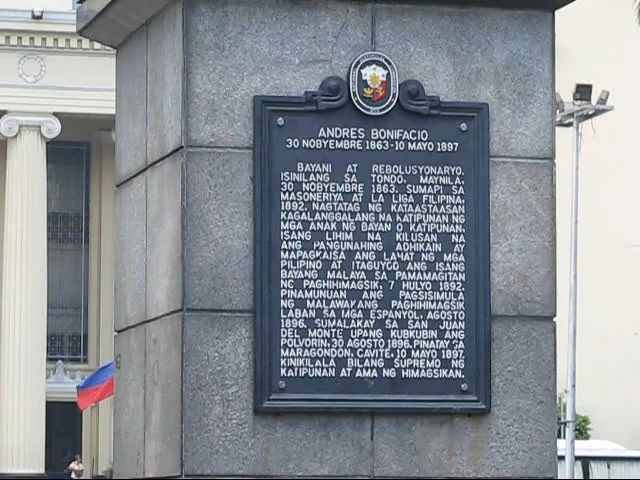 ANDRES BONIFACIO
30 NOBYEMBRE 1863-10 MAYO 1897
BAYANI AT REBOLUSYONARYO.
ISINILANG SA TONDO, MAYNILA,
30 NOBYEMBRE 1863. SUMAPI SA
MASONERIYA AT LA LIGA FILIPINA,
1892. NAGTATAG NG KATAASTAASAN
KAGALANGGALANG NA KATIPUNAN NG
MGA ANAK NG BAYAN O KATIPUNAN,
ISANG LIHIM NA KILUSAN NA
ANG PANGUNAHING ADHIKAIN AY
MAPAGKAISA ANG LAHAT NG MGA
PILIPINO AT ITAGUYOD ANG ISANG
BAYANG MALAYA SA PAMAMAGITAN
NG PAGHIHIMAGSIK, 7 HULYO 1892.
PINAMUNUAN ANG PAGSISIMULA
NG MALAWAKANG PAGHIHIMAGSIK
LABAN SA MGA ESPANYOL, AGOSTO
1896. SUMALAKAY SA SAN JUAN
DEL MONTE UPANG KUBKUBIN ANG
POLVORIN, 30 AGOSTO 1896. PINATAY SA
MARAGONDON, CAVITE, 10 MAYO 1897.
KINIKILALA BILANG SUPREMO NG
KATIPUNAN AT AMA NG HIMAGSIKAN.